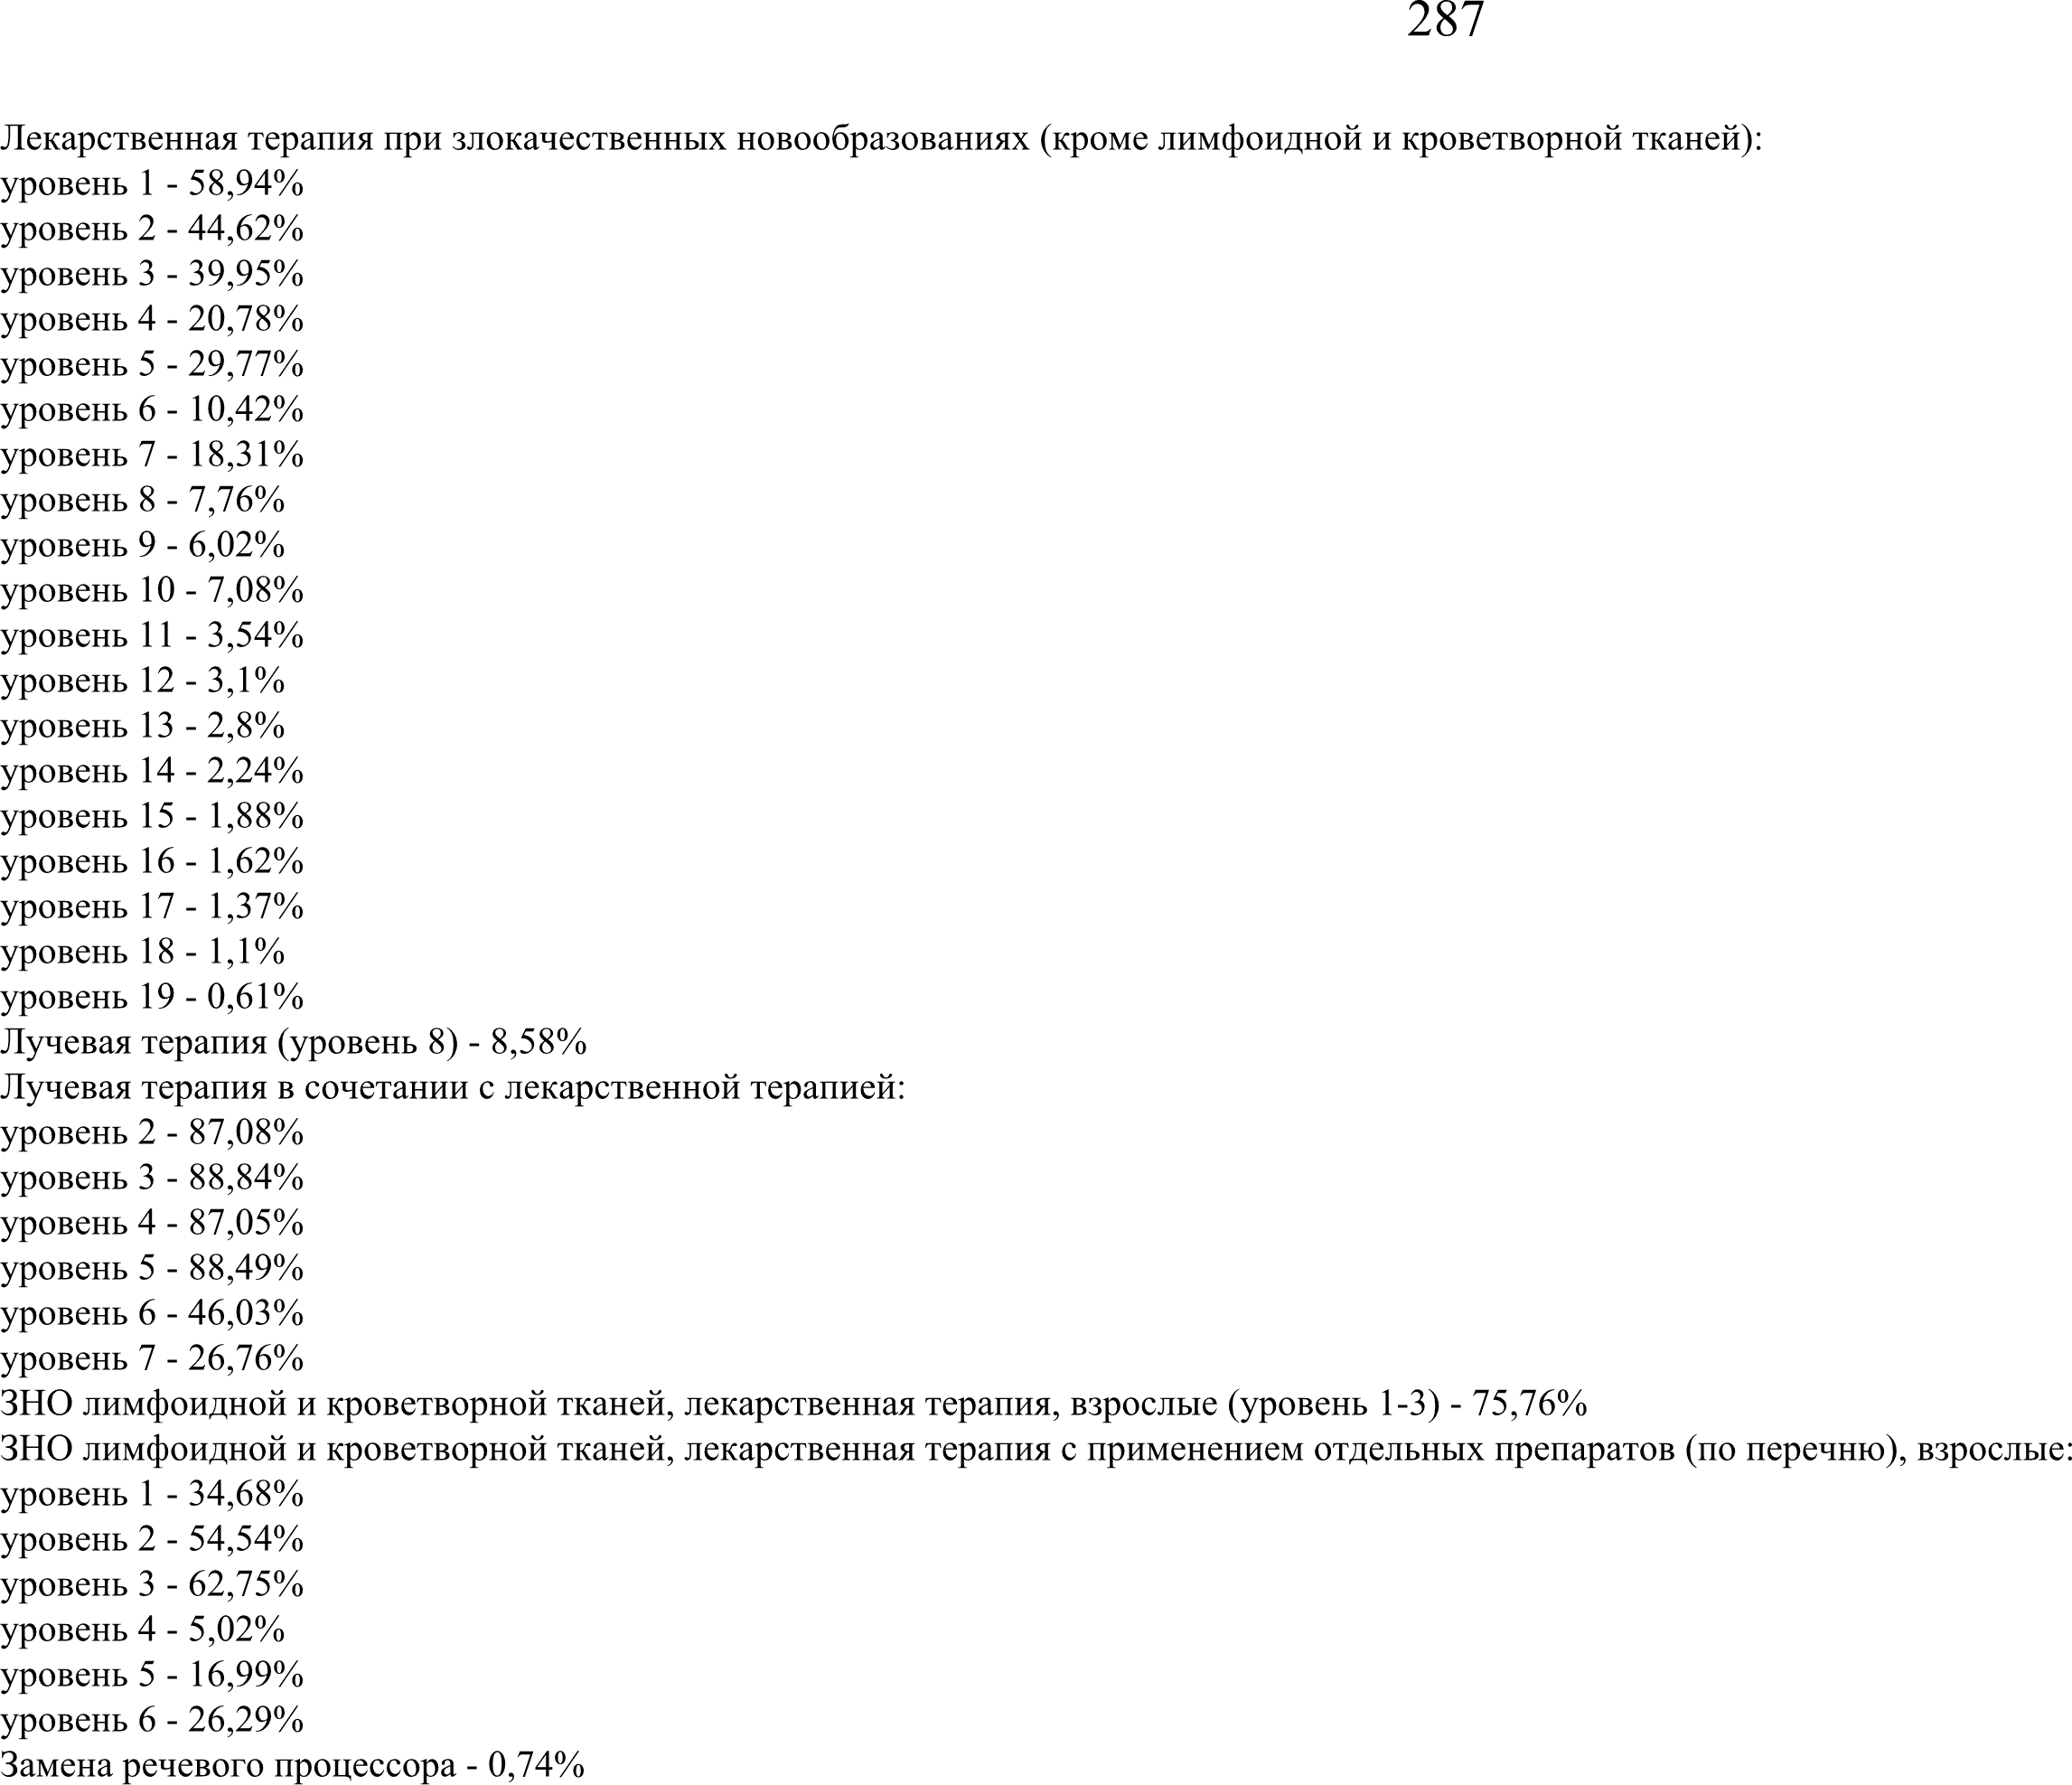 287
Лекарственная терапия при злокачественных новообразованиях (кроме лимфоидной и кроветворной тканей):
уровень 1 - 58,94%
уровень 2 - 44,62%
уровень 3 - 39,95%
уровень 4 - 20,78%
уровень 5 - 29,77%
уровень 6 - 10,42%
уровень 7 - 18,31%
уровень 8 - 7,76%
уровень 9 - 6,02%
уровень 10 - 7,08%
уровень 11 - 3,54%
уровень 12 - 3,1%
уровень 13 - 2,8%
уровень 14 - 2,24%
уровень 15 - 1,88%
уровень 16 - 1,62%
уровень 17 - 1,37%
уровень 18 - 1,1%
уровень 19 - 0,61%
Лучевая терапия (уровень 8) - 8,58%
Лучевая терапия в сочетании с лекарственной терапией:
уровень 2 - 87,08%
уровень 3 - 88,84%
уровень 4 - 87,05%
уровень 5 - 88,49%
уровень 6 - 46,03%
уровень 7 - 26,76%
ЗНО лимфоидной и кроветворной тканей, лекарственная терапия, взрослые (уровень 1-3) - 75,76%
ЗНО лимфоидной и кроветворной тканей, лекарственная терапия с применением отдельных препаратов (по перечню), взрослые:
уровень 1 - 34,68%
уровень 2 - 54,54%
уровень 3 - 62,75%
уровень 4 - 5,02%
уровень 5 - 16,99%
уровень 6 - 26,29%
Замена речевого процессора - 0,74%